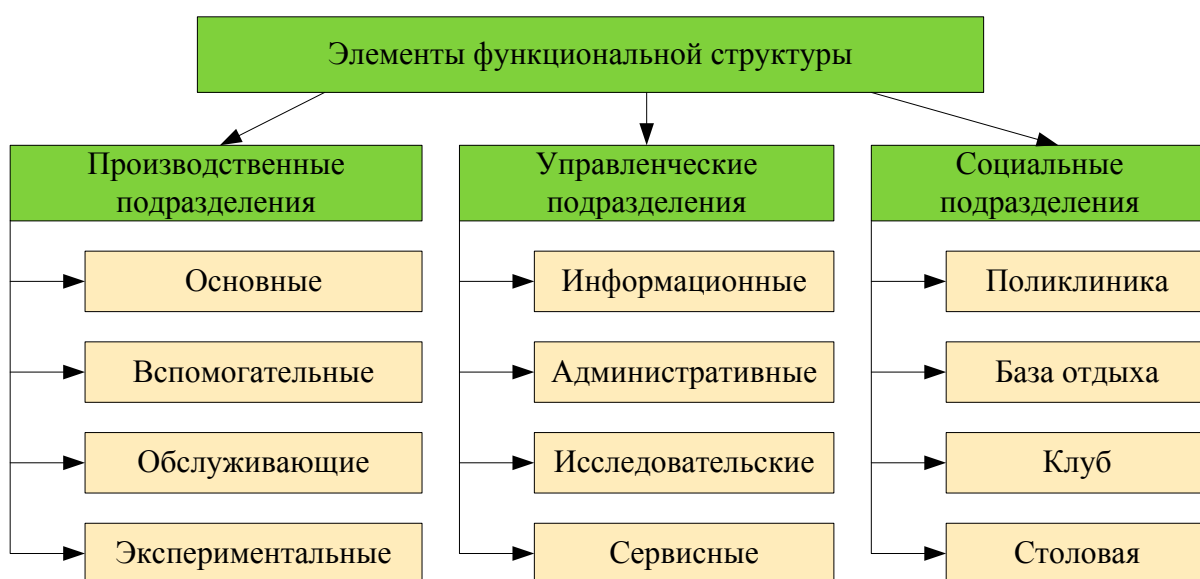 Элементы функциональной структуры
Производственные
подразделения
Основные
Вспомогательные
Обслуживающие
Экспериментальные
Управленческие
подразделения
Информационные
Административные
Исследовательские
Сервисные
Социальные
подразделения
Поликлиника
База отдыха
Клуб
Столовая